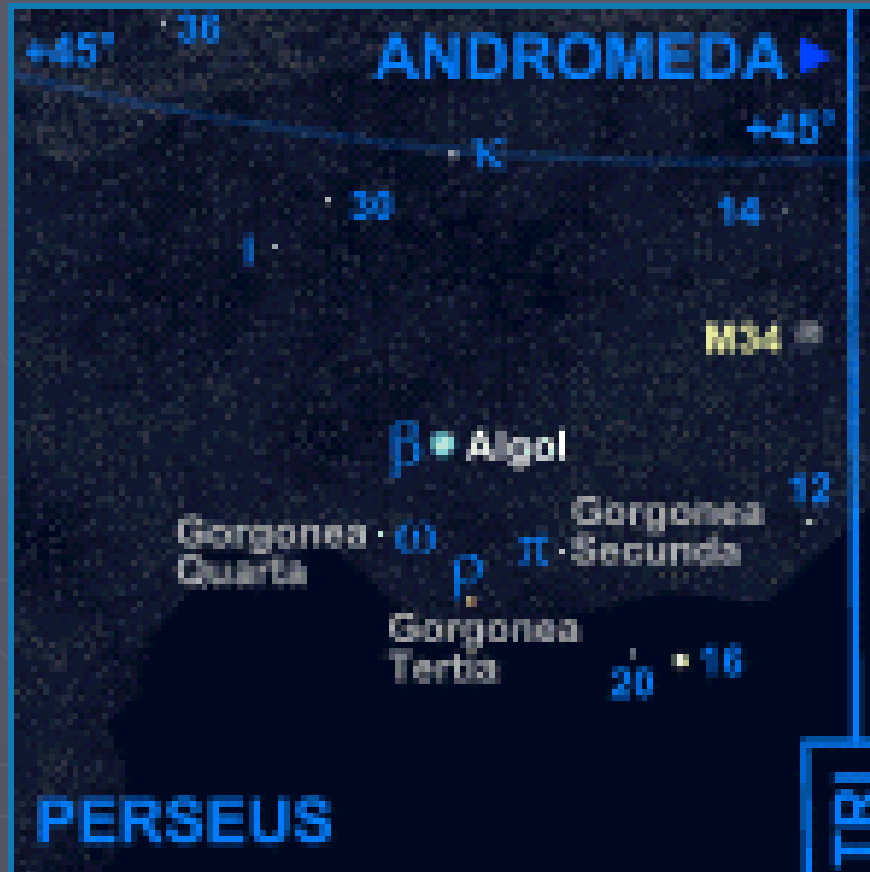 +45°
36
ANDROMEDA
+45°
κ
30
14
ι
M34
β
Algol
12
Gorgonea
Secunda
Gorgonea
Quarta
ω
π
ρ
Gorgonea
Tertia
20
16
PERSEUS
TRI